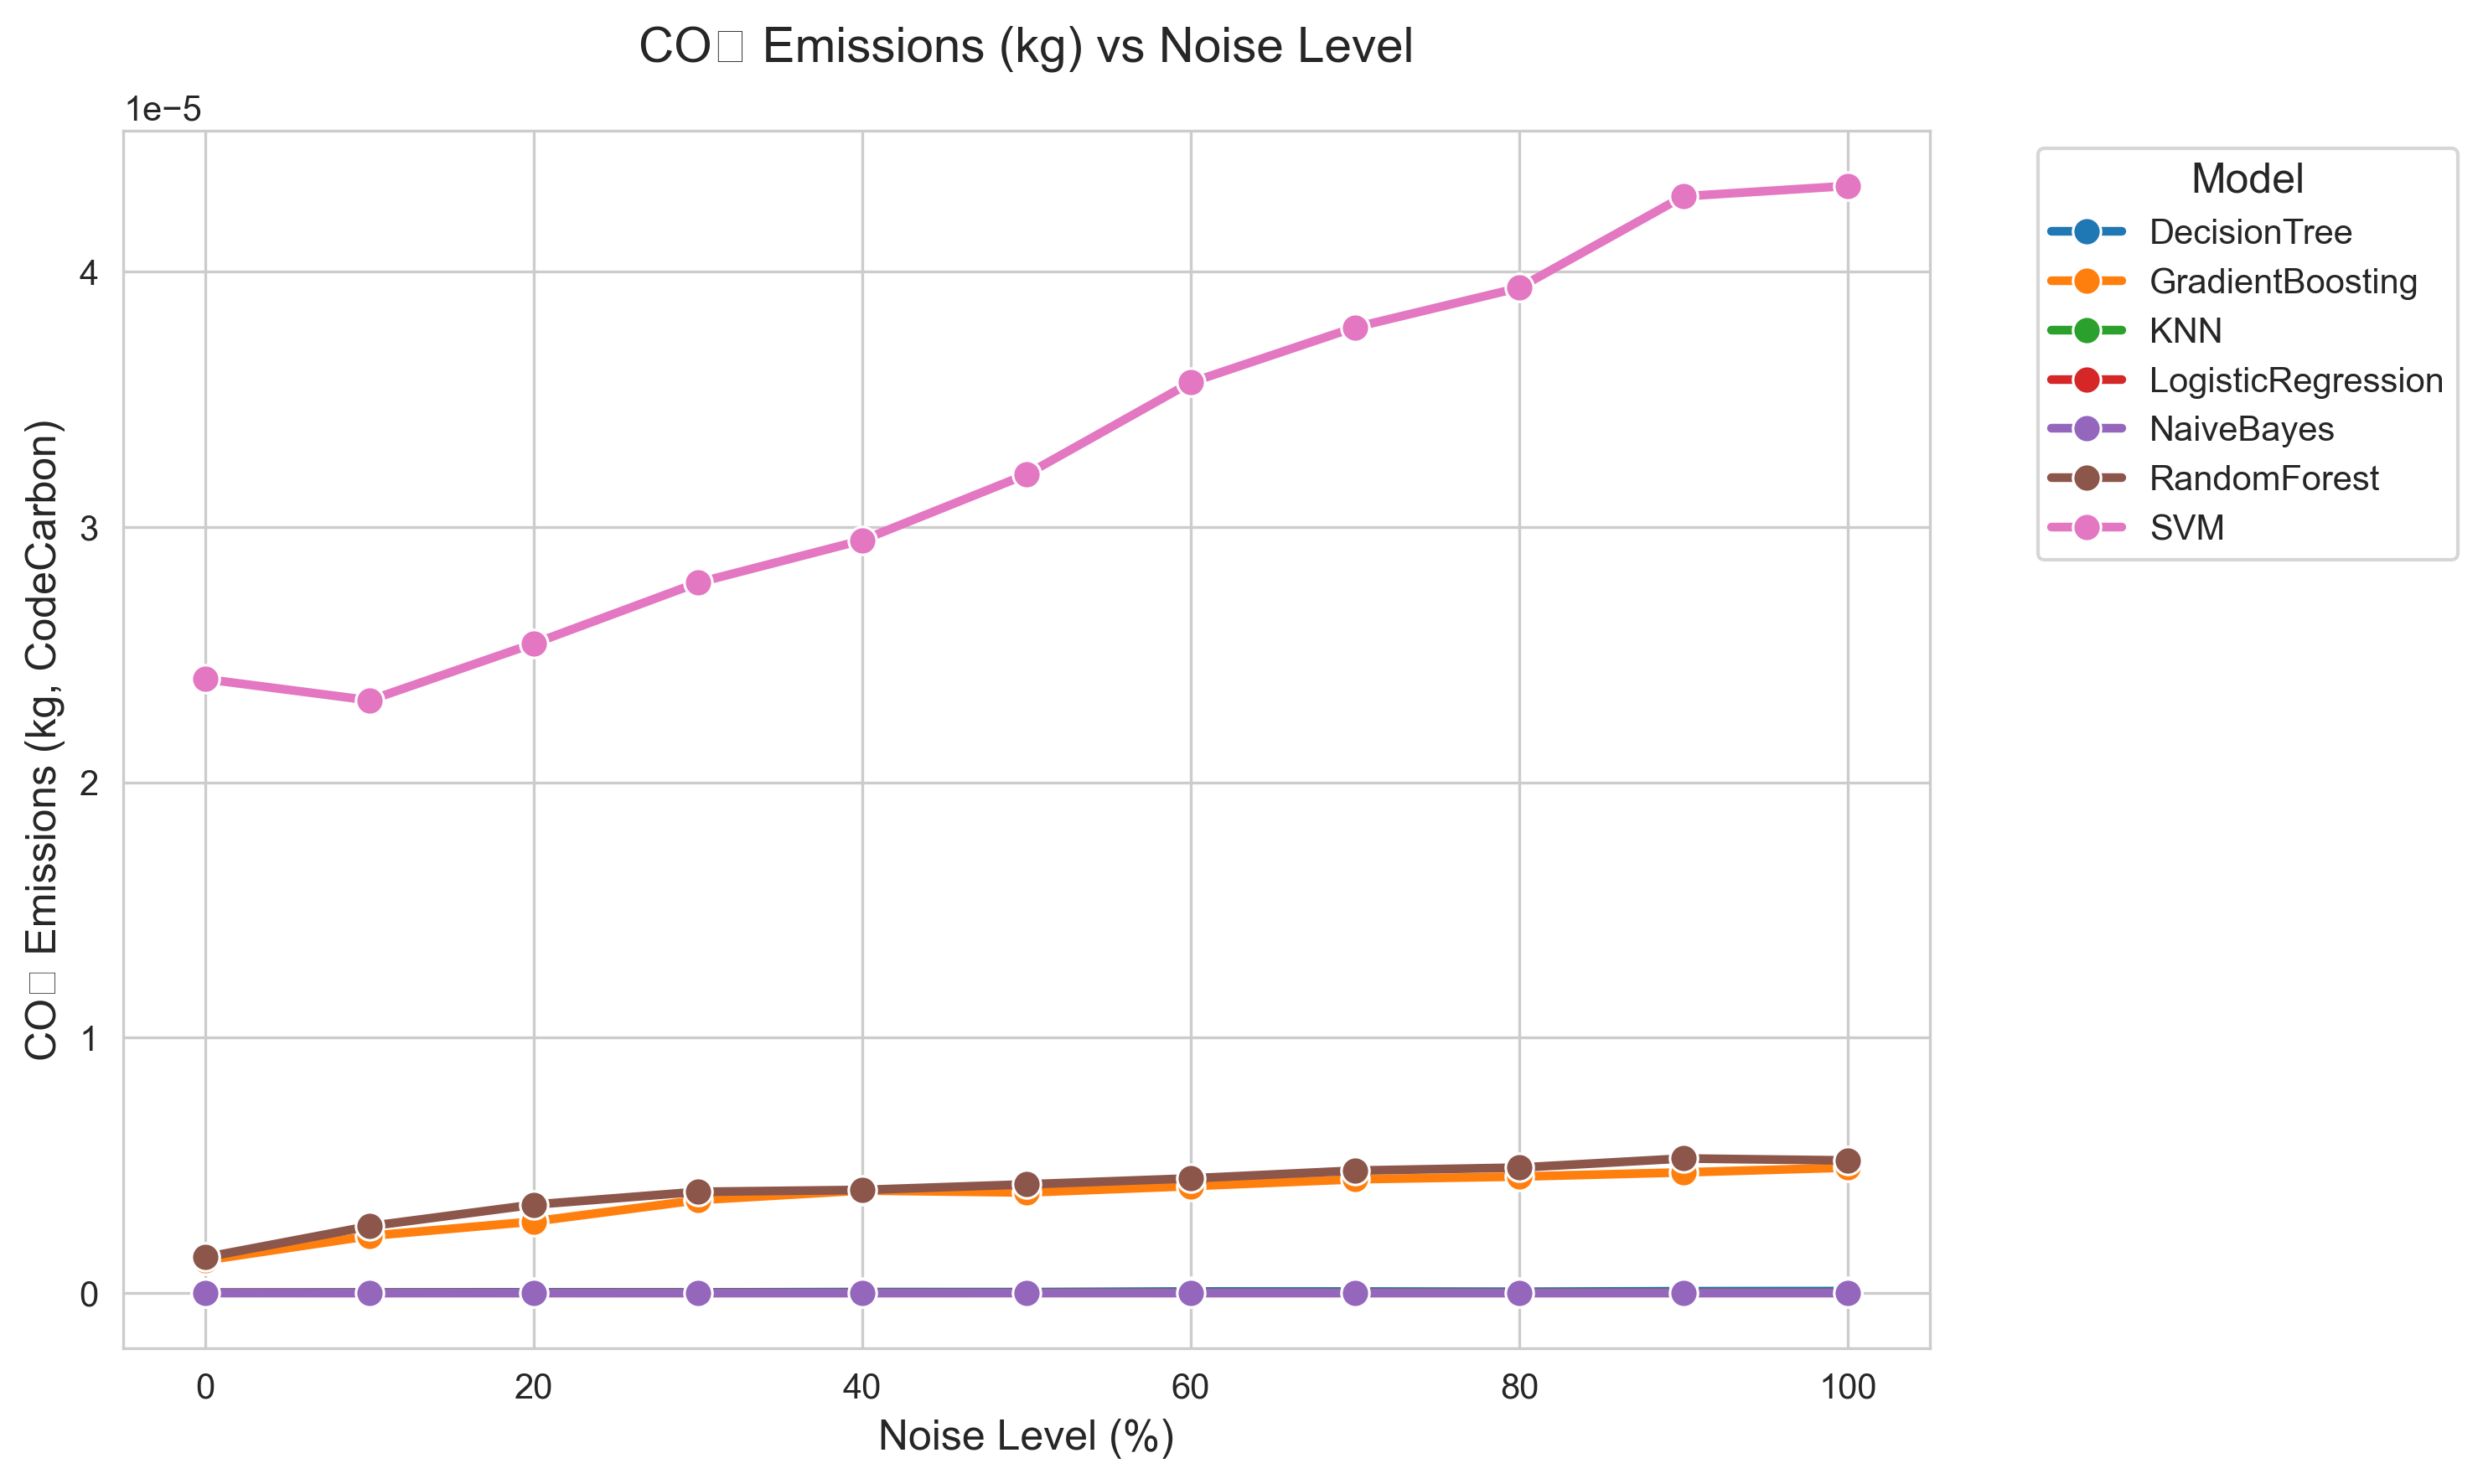 CO□ Emissions (kg) vs Noise Level
1e−5
CO□ Emissions (kg, CodeCarbon)
4
3
2
1
0
0 20 40 60 80 100
Noise Level (%)
Model
DecisionTree
GradientBoosting
KNN
LogisticRegression
NaiveBayes
RandomForest
SVM